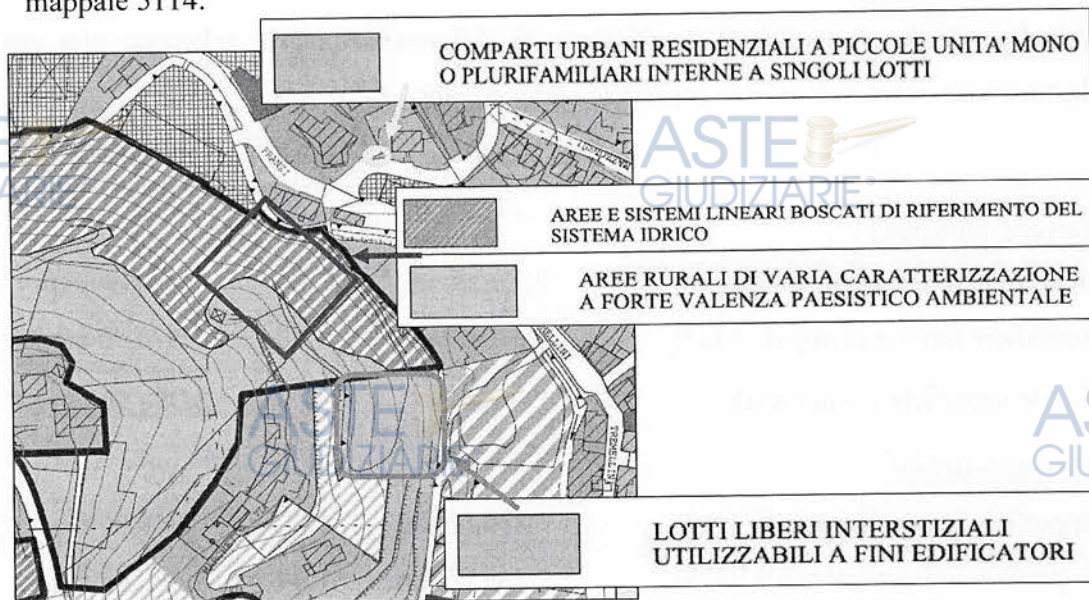 mappale 5114.
COMPARTI URBANI RESIDENZIALI A PICCOLE UNITA' MONO
O PLURIFAMILIARI INTERNE A SINGOLI LOTTI
FRANZI
ASTE
GIUDIZIARIE®
AREE E SISTEMI LINEARI BOSCATI DI RIFERIMENTO DEL
SISTEMA IDRICO
AREE RURALI DI VARIA CARATTERIZZAZIONE
A FORTE VALENZA PAESISTICO AMBIENTALE
TREMELLINI
ASTE
GIUDIZIARIE
LOTTI LIBERI INTERSTIZIALI
UTILIZZABILI A FINI EDIFICATORI